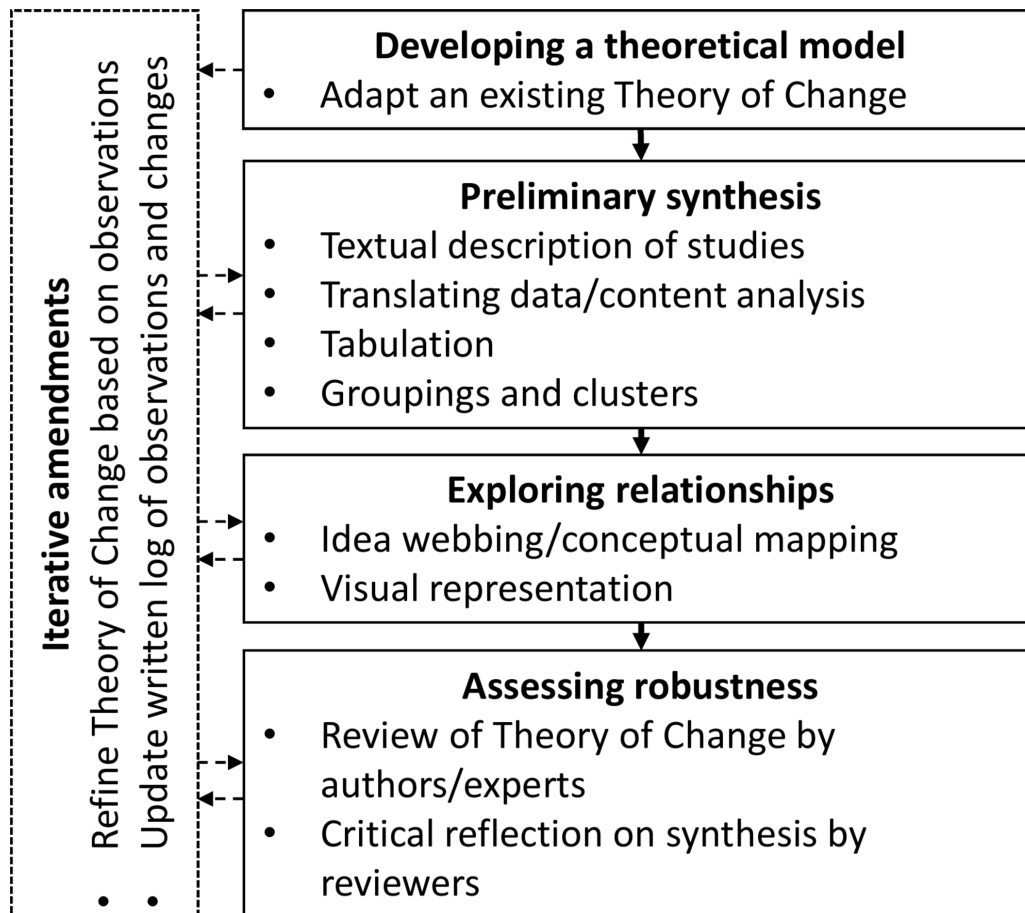 Iterative amendments
• Refine Theory of Change based on observations
• Update written log of observations and changes
Developing a theoretical model
• Adapt an existing Theory of Change
Preliminary synthesis
• Textual description of studies
• Translating data/content analysis
• Tabulation
• Groupings and clusters
Exploring relationships
• Idea webbing/conceptual mapping
• Visual representation
Assessing robustness
• Review of Theory of Change by
authors/experts
• Critical reflection on synthesis by
reviewers